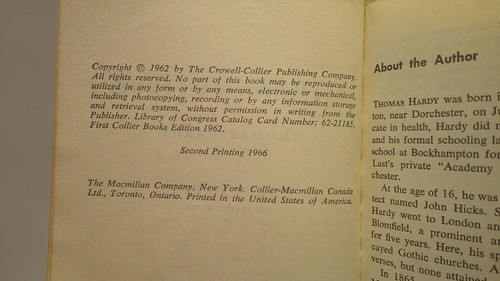 Copyright © 1962 by The Crowell-Collier Publishing Company.
All rights reserved. No part of this book may be reproduced or
utilized in any form or by any means, electronic or mechanical,
including photocopying, recording or by any information storage
and retrieval system, without permission in writing from the
Publisher. Library of Congress Catalog Card Number: 62-21185.
First Collier Books Edition 1962.
Second Printing 1966
The Macmillan Company, New York. Collier-Macmillan Canada
Ltd., Toronto, Ontario. Printed in the United States of America.
About the Author
THOMAS HARDY was born i
ton, near Dorchester, on Ju
cate in health, Hardy did r
and his formal schooling la
school at Bockhampton for
Last's private "Academy
chester.
At the age of 16, he was
tect named John Hicks. S
Hardy went to London an
Blomfield, a prominent ar
for five years. Here, his sp
cayed Gothic churches. A
verses, but none attained
In 1865